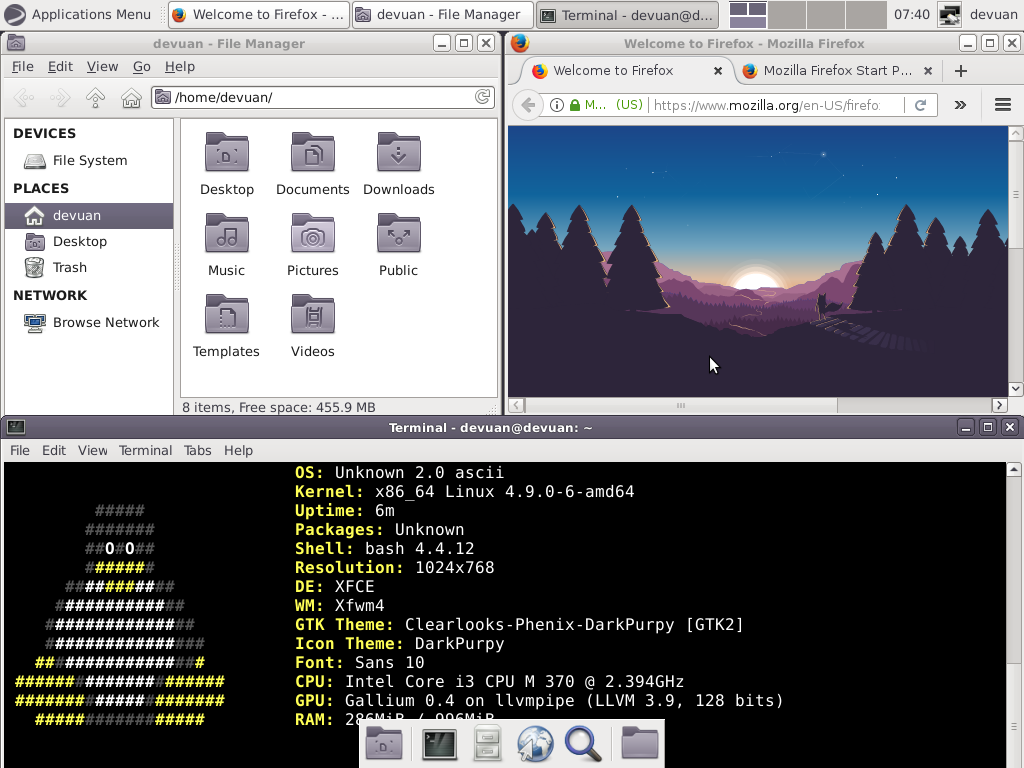 Applications Menu
Welcome to Firefox - ...
devuan - File Manager
Terminal - devuan@d...
07:40
devuan
devuan - File Manager
File Edit View Go Help
/home/devuan/
DEVICES
File System
PLACES
devuan
Desktop
Trash
NETWORK
Browse Network
Desktop Documents Downloads
Music Pictures Public
Templates Videos
8 items, Free space: 455.9 MB
Welcome to Firefox - Mozilla Firefox
Welcome to Firefox
Mozilla Firefox Start P...
M... (US) https://www.mozilla.org/en-US/firefo
Terminal - devuan@devuan: ~
File Edit View Terminal Tabs Help
OS: Unknown 2.0 ascii
Kernel: x86_64 Linux 4.9.0-6-amd64
##### Uptime: 6m
####### Packages: Unknown
##O#O## Shell: bash 4.4.12
####### Resolution: 1024x768
########### DE: XFCE
############# WM: Xfwm4
############### GTK Theme: Clearlooks-Phenix-DarkPurpy [GTK2]
################ Icon Theme: DarkPurpy
################# Font: Sans 10
##################### CPU: Intel Core i3 CPU M 370 @ 2.394GHz
##################### GPU: Gallium 0.4 on llvmpipe (LLVM 3.9, 128 bits)
################# RAM: 286MiB / 996MiB